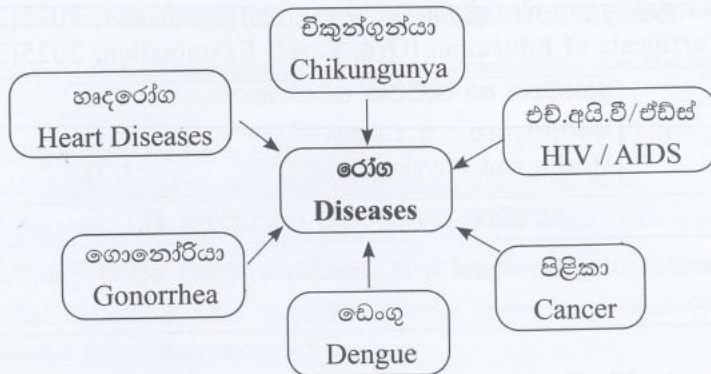 චිකුන්ගුන්යා
Chikungunya
හෘදරෝග
Heart Diseases
එච්.අයි.වී/ඒඩ්ස්
HIV / AIDS
රෝග
Diseases
ගොනෝරියා
Gonorrhea
පිළිකා
Cancer
ඩෙංගු
Dengue